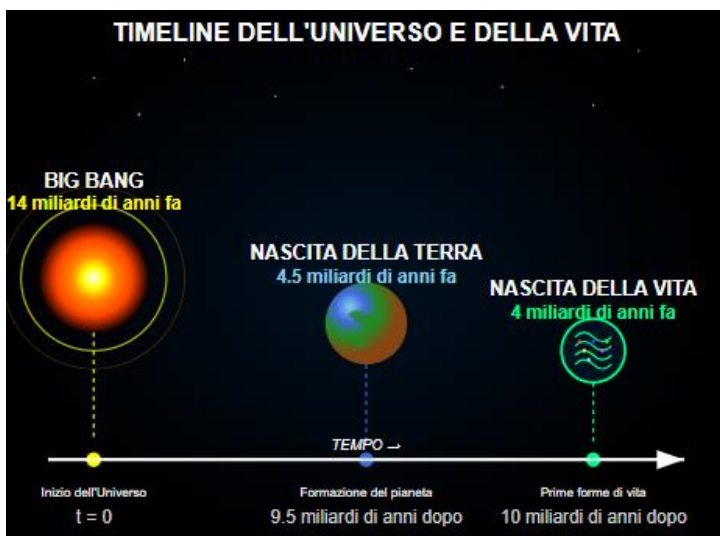 TIMELINE DELL'UNIVERSO E DELLA VITA
BIG BANG
14 miliardi di anni fa
NASCITA DELLA TERRA
4.5 miliardi di anni fa
NASCITA DELLA VITA
4 miliardi di anni fa
TEMPO →
Inizio dell'Universo
t = 0
Formazione del pianeta
9.5 miliardi di anni dopo
Prime forme di vita
10 miliardi di anni dopo